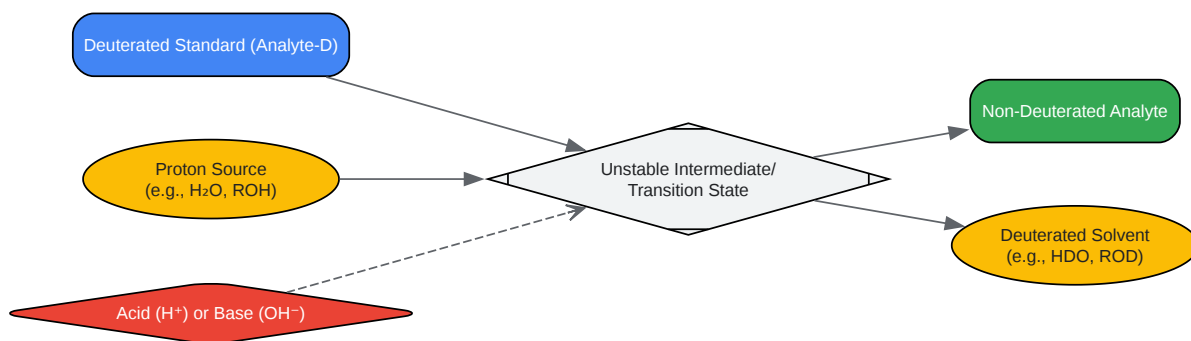 Deuterated Standard (Analyte-D)
Proton Source
(e.g., H₂O, ROH)
Acid (H⁺) or Base (OH⁻)
Unstable Intermediate/
Transition State
Non-Deuterated Analyte
Deuterated Solvent
(e.g., HDO, ROD)